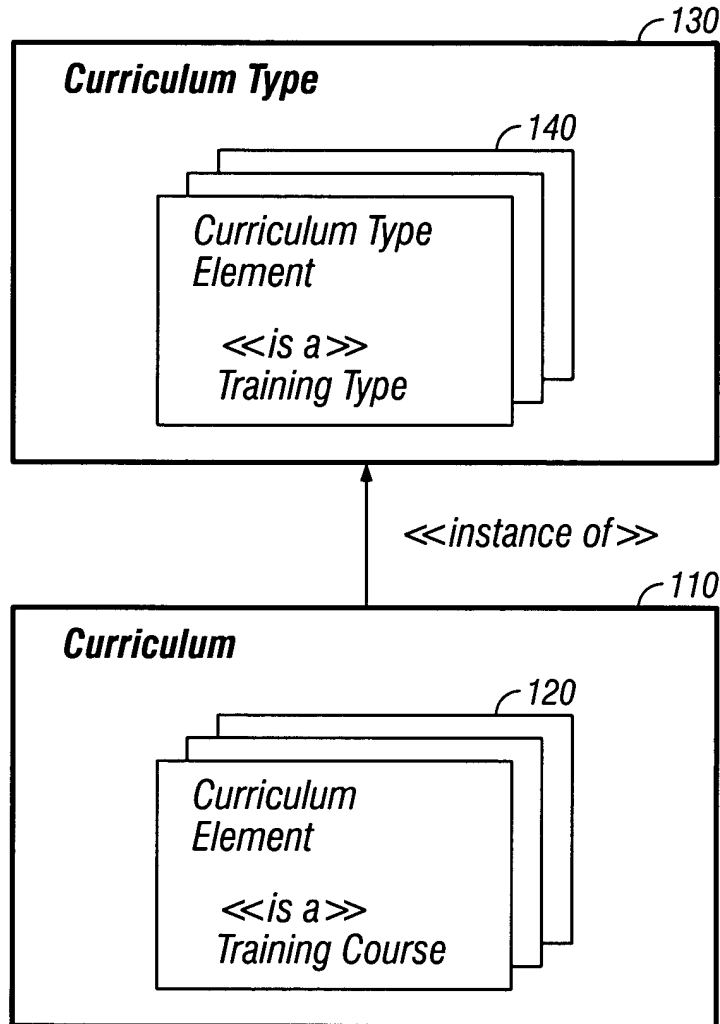 130
Curriculum Type
140
Curriculum Type
Element
<<is a>>
Training Type
<<instance of>>
110
Curriculum
120
Curriculum
Element
<<is a>>
Training Course